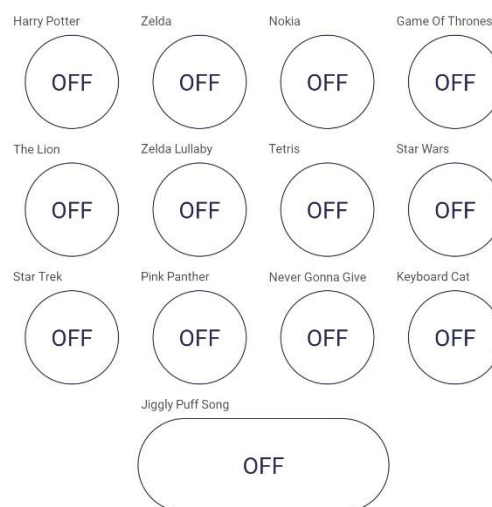 Harry Potter Zelda Nokia Game Of Thrones
OFF OFF OFF OFF
The Lion Zelda Lullaby Tetris Star Wars
OFF OFF OFF OFF
Star Trek Pink Panther Never Gonna Give Keyboard Cat
OFF OFF OFF OFF
Jiggly Puff Song
OFF